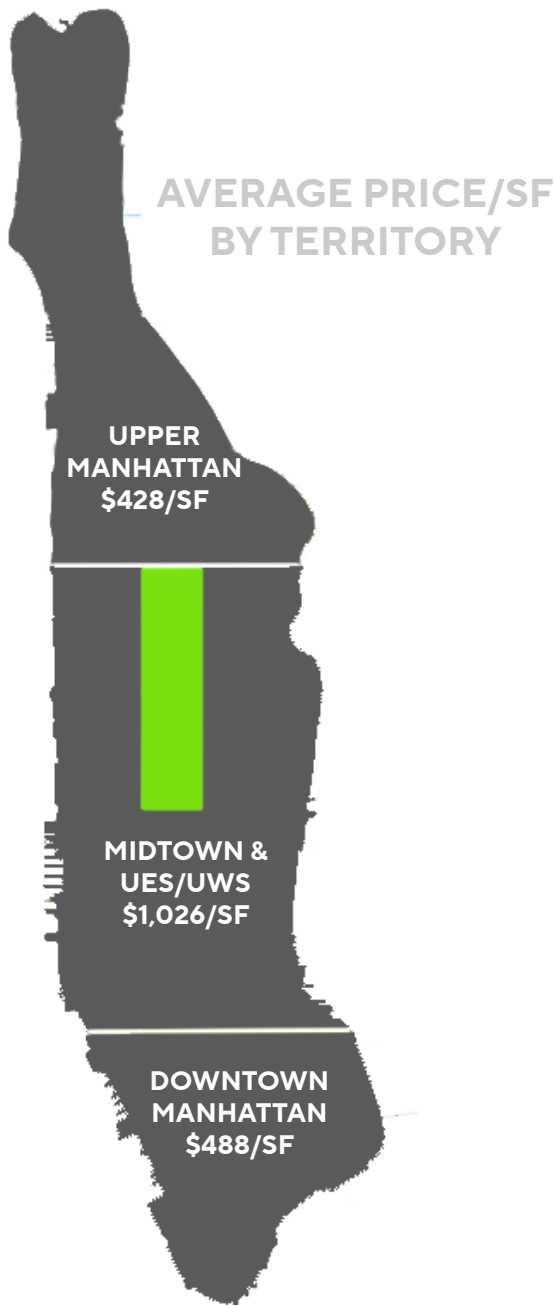 AVERAGE PRICE/SF
BY TERRITORY
UPPER
MANHATTAN
$428/SF
MIDTOWN &
UES/UWS
$1,026/SF
DOWNTOWN
MANHATTAN
$488/SF